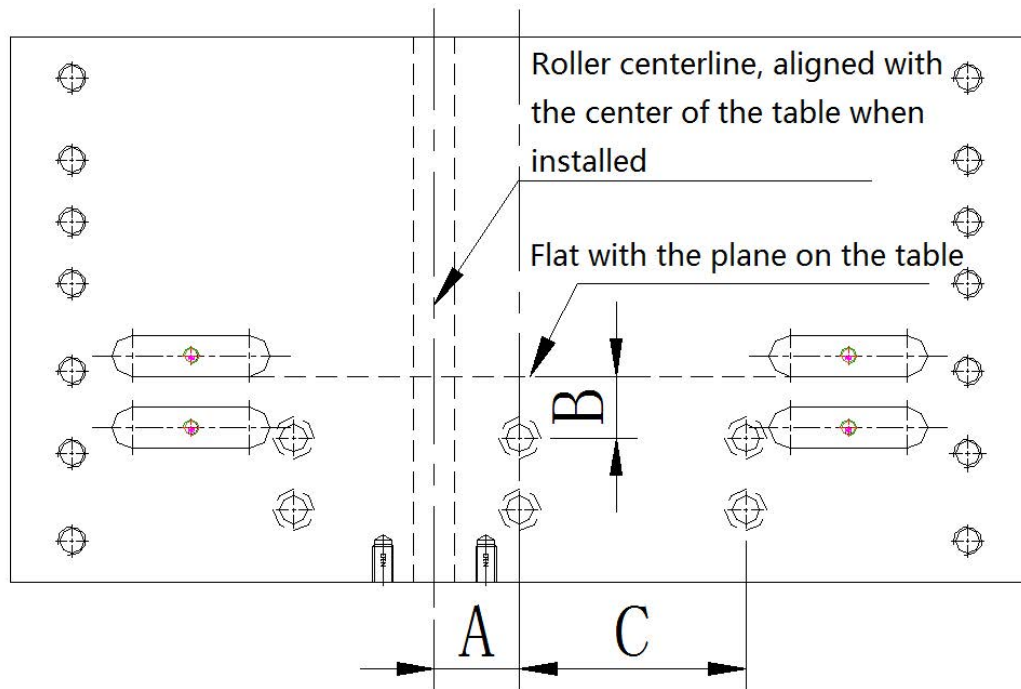 Roller centerline, aligned with
the center of the table when
installed
Flat with the plane on the table
B
A
C